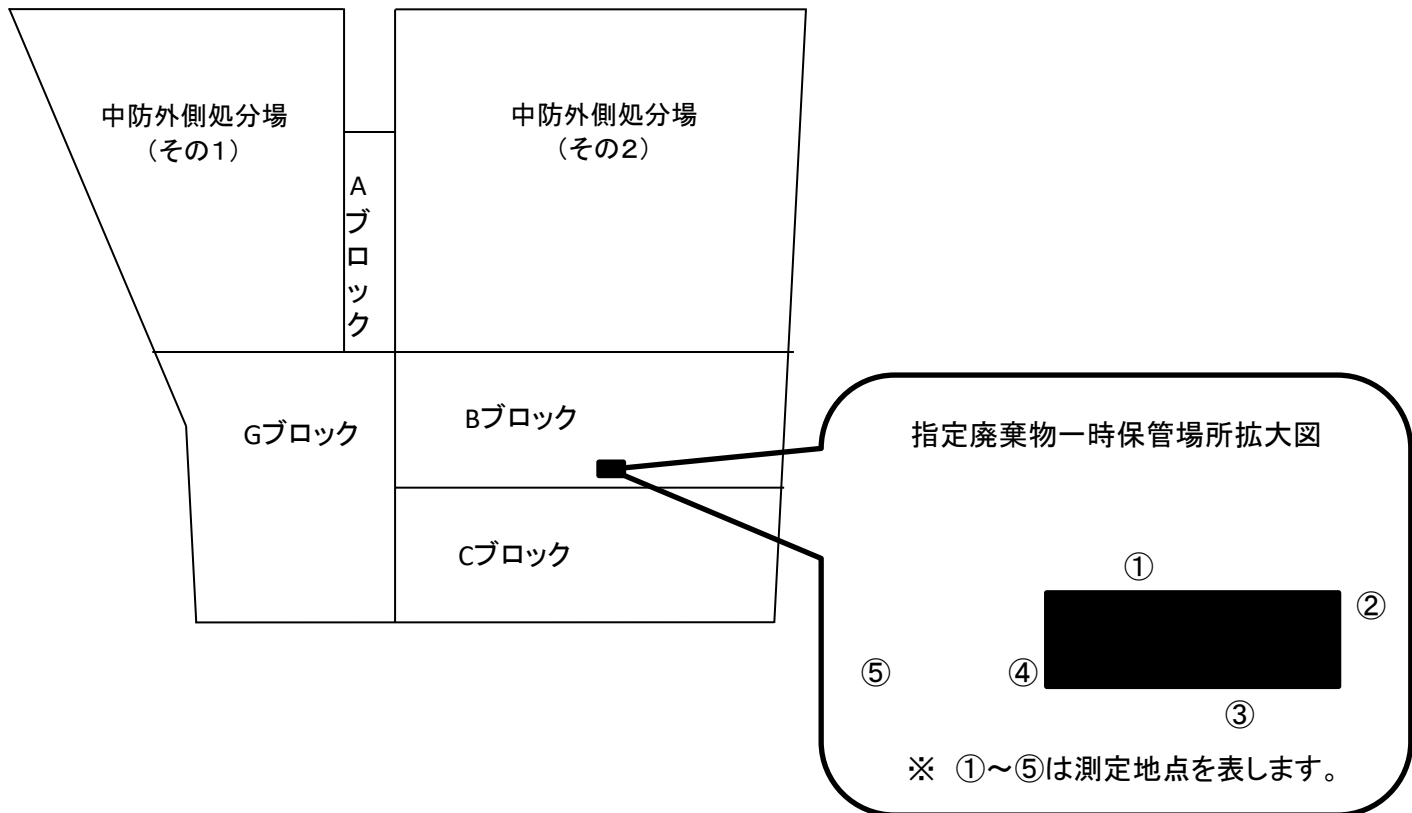 中防外側処分場
（その１）
中防外側処分場
（その２）
Aブロック
Gブロック
Bブロック
Cブロック
指定廃棄物一時保管場所拡大図
①
②
⑤
④
③
※　①～⑤は測定地点を表します。